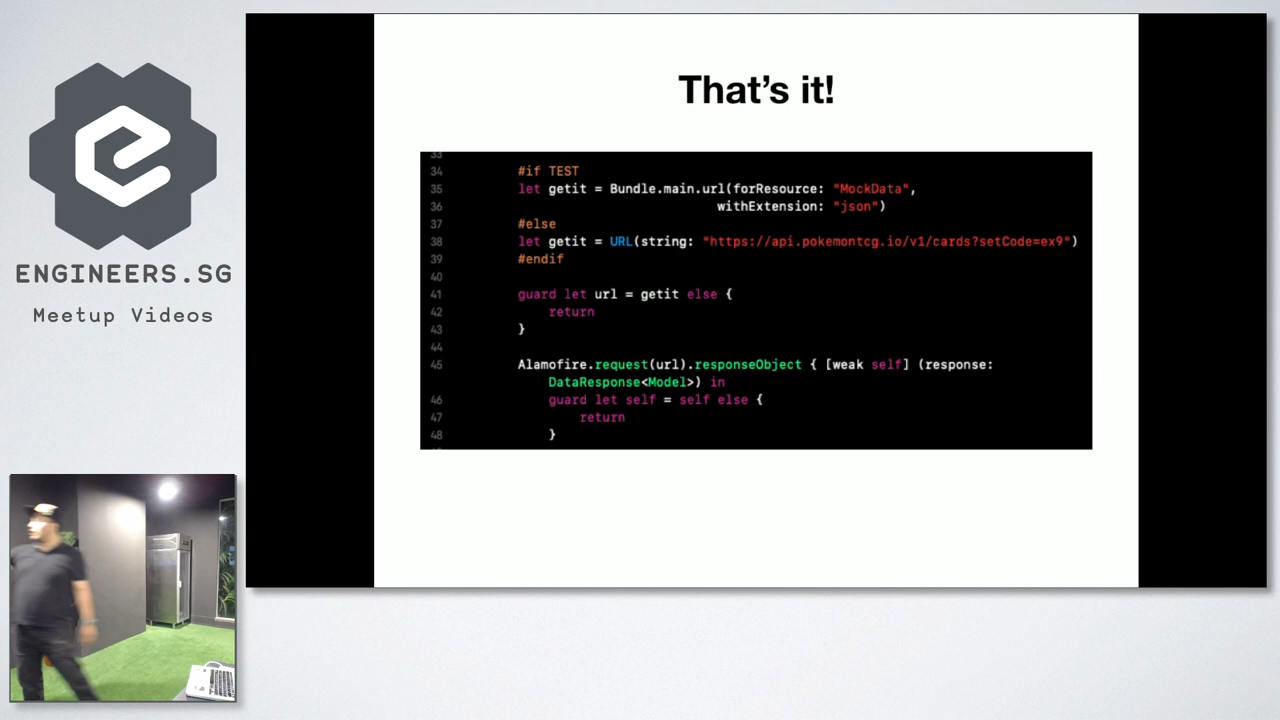 ENGINEERS.SG
Meetup Videos
That's it!
33
34 #if TEST
35 let getit = Bundle.main.url(forResource: "MockData",
36 withExtension: "json")
37 #else
38 let getit = URL(string: "https://api.pokemontcg.io/v1/cards?setCode=ex9")
39 #endif
40
41 guard let url = getit else {
42 return
43 }
44
45 Alamofire.request(url).responseObject { [weak self] (response:
DataResponse<Model>) in
46 guard let self = self else {
47 return
48 }